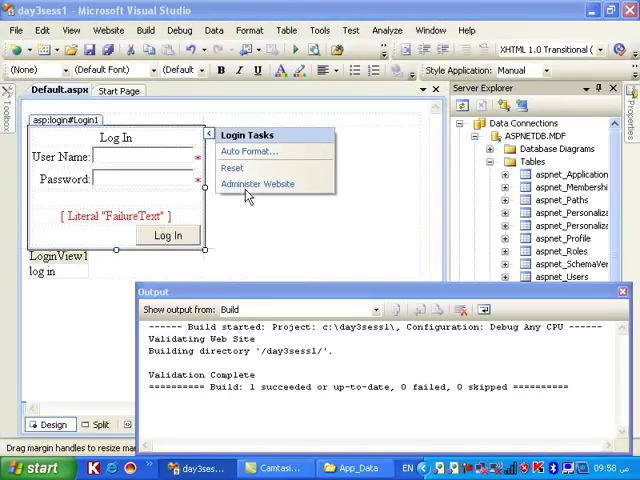 day3sess1 - Microsoft Visual Studio
File Edit View Website Build Debug Data Format Table Tools Test Analyze Window Help
(None) (Default Font) (Default B I U A Style Application: Manual
XHTML 1.0 Transitional (
Default.aspx Start Page
Toolbox
asp:login#Login1
Log In
User Name: *
Password: *
[ Literal "FailureText" ]
Log In
LoginView1
log in
Login Tasks
Auto Format...
Reset
Administer Website
Server Explorer
Data Connections
ASPNETDB.MDF
Database Diagrams
Tables
aspnet_Application
aspnet_Membershi
aspnet_Paths
aspnet_Personaliza
aspnet_Personaliza
aspnet_Profile
aspnet_Roles
aspnet_SchemaVer
aspnet_Users
Properties
Output
Show output from: Build
------ Build started: Project: c:\day3sess1\, Configuration: Debug Any CPU ------
Validating Web Site
Building directory '/day3sess1/'.
Validation Complete
========== Build: 1 succeeded or up-to-date, 0 failed, 0 skipped ==========
Design Split
Drag margin handles to resize mar
start day3ses... Camtasi... App_Data EN 09:58 ص